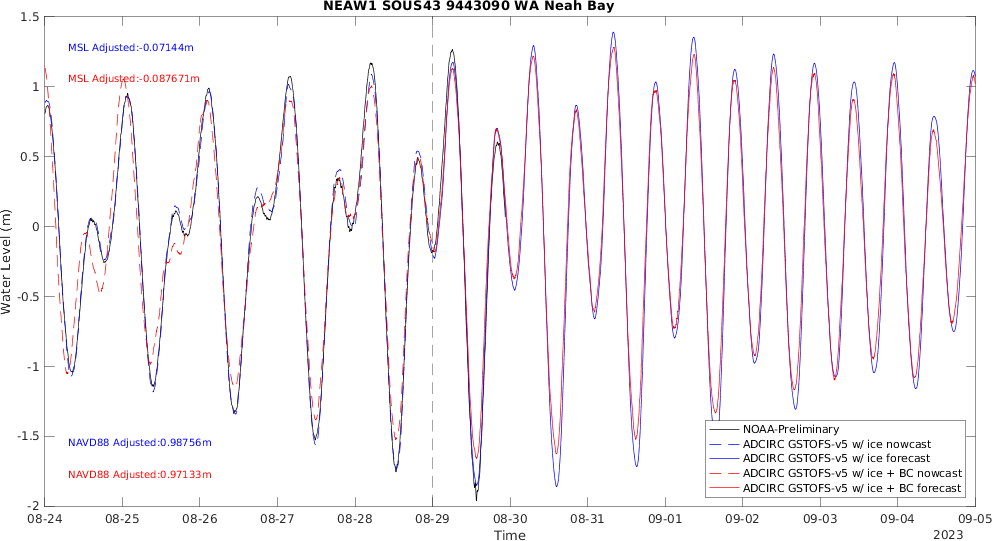 NEAW1 SOUS43 9443090 WA Neah Bay
1.5
1
0.5
0
-0.5
-1
-1.5
-2
Water Level (m)
MSL Adjusted:-0.07144m
MSL Adjusted:-0.087671m
NAVD88 Adjusted:0.98756m
NAVD88 Adjusted:0.97133m
NOAA-Preliminary
ADCIRC GSTOFS-v5 w/ ice nowcast
ADCIRC GSTOFS-v5 w/ ice forecast
ADCIRC GSTOFS-v5 w/ ice + BC nowcast
ADCIRC GSTOFS-v5 w/ ice + BC forecast
08-24 08-25 08-26 08-27 08-28 08-29 08-30 08-31 09-01 09-02 09-03 09-04 09-05
Time
2023